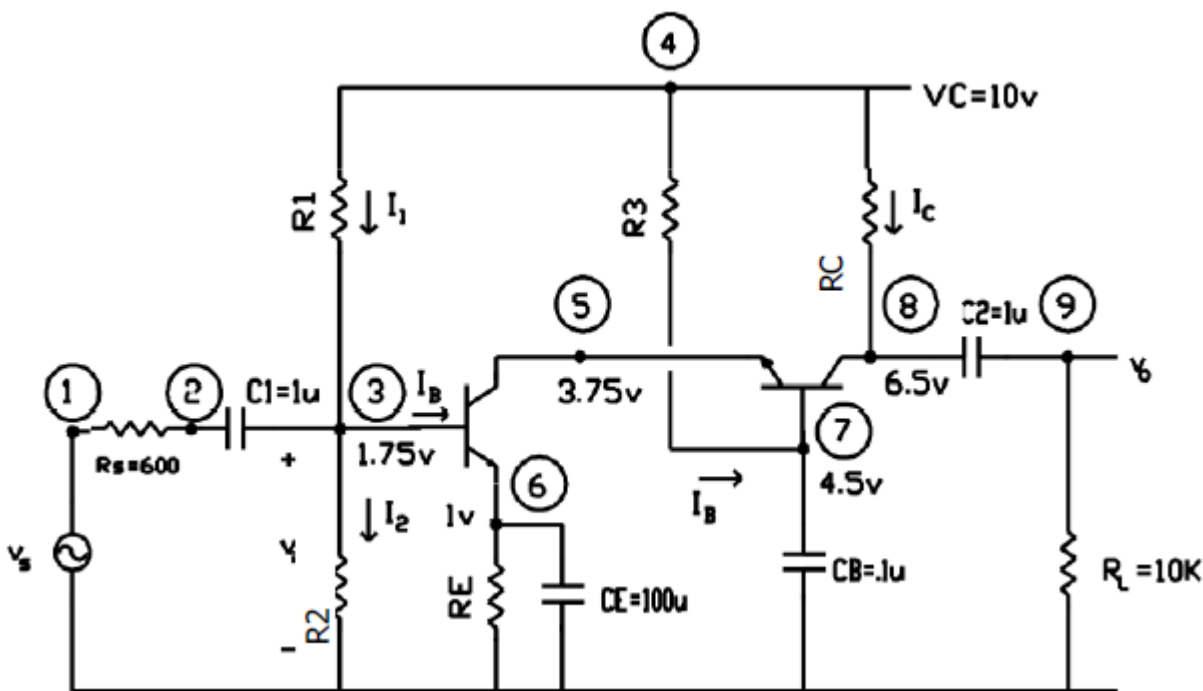 4
VC=10v
R1
I1
R3
IC
RC
5
8
C2=1u
9
1
2
C1=1u
3
IB
3.75v
6.5v
vo
Rs=600
+
1.75v
7
6
IB
4.5v
I2
1v
vs
vi
RE
CE=100u
CB=.1u
RL=10K
R2
-